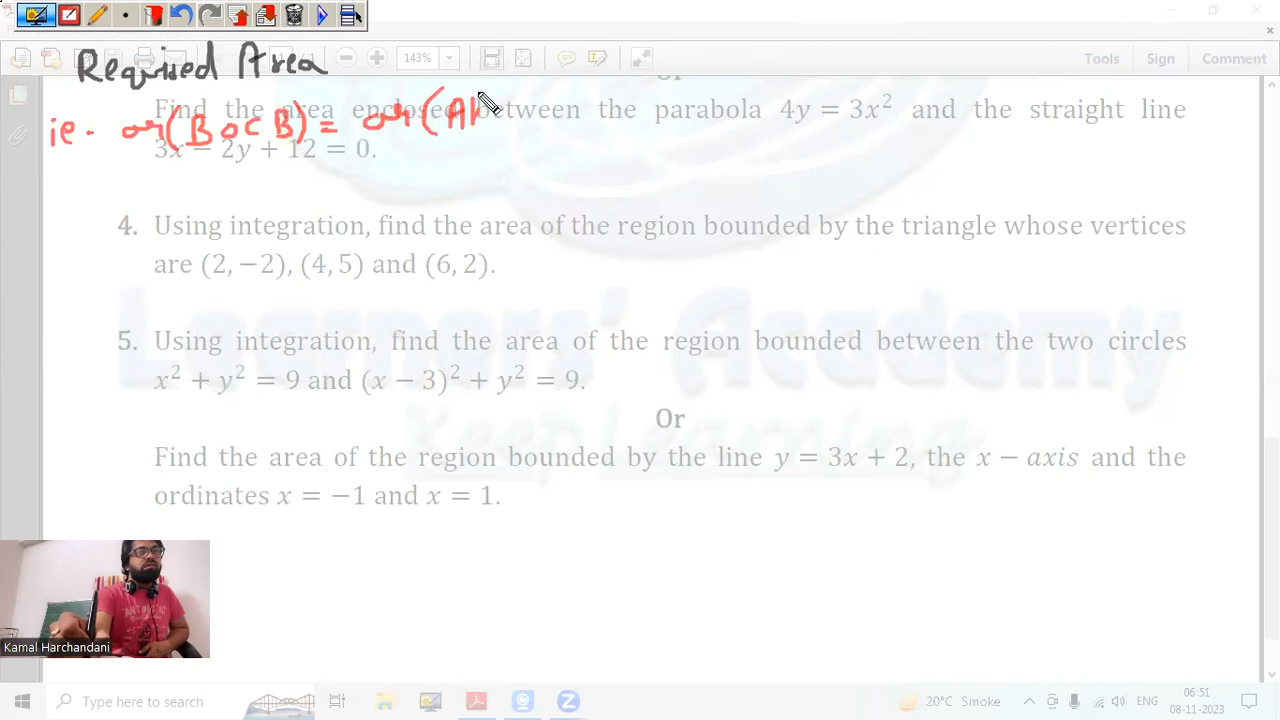 143%
Tools Sign Comment
Required Area
Or
Find the area enclosed between the parabola 4y = 3x² and the straight line
ie. ar(BOCB) = ar(
3x − 2y + 12 = 0.
4. Using integration, find the area of the region bounded by the triangle whose vertices
are (2, −2), (4, 5) and (6, 2).
5. Using integration, find the area of the region bounded between the two circles
x² + y² = 9 and (x − 3)² + y² = 9.
Or
Find the area of the region bounded by the line y = 3x + 2, the x − axis and the
ordinates x = −1 and x = 1.
Learners' Academy
Keep Learning
Kamal Harchandani
Type here to search
20°C Smoke
ENG
06:51
08-11-2023